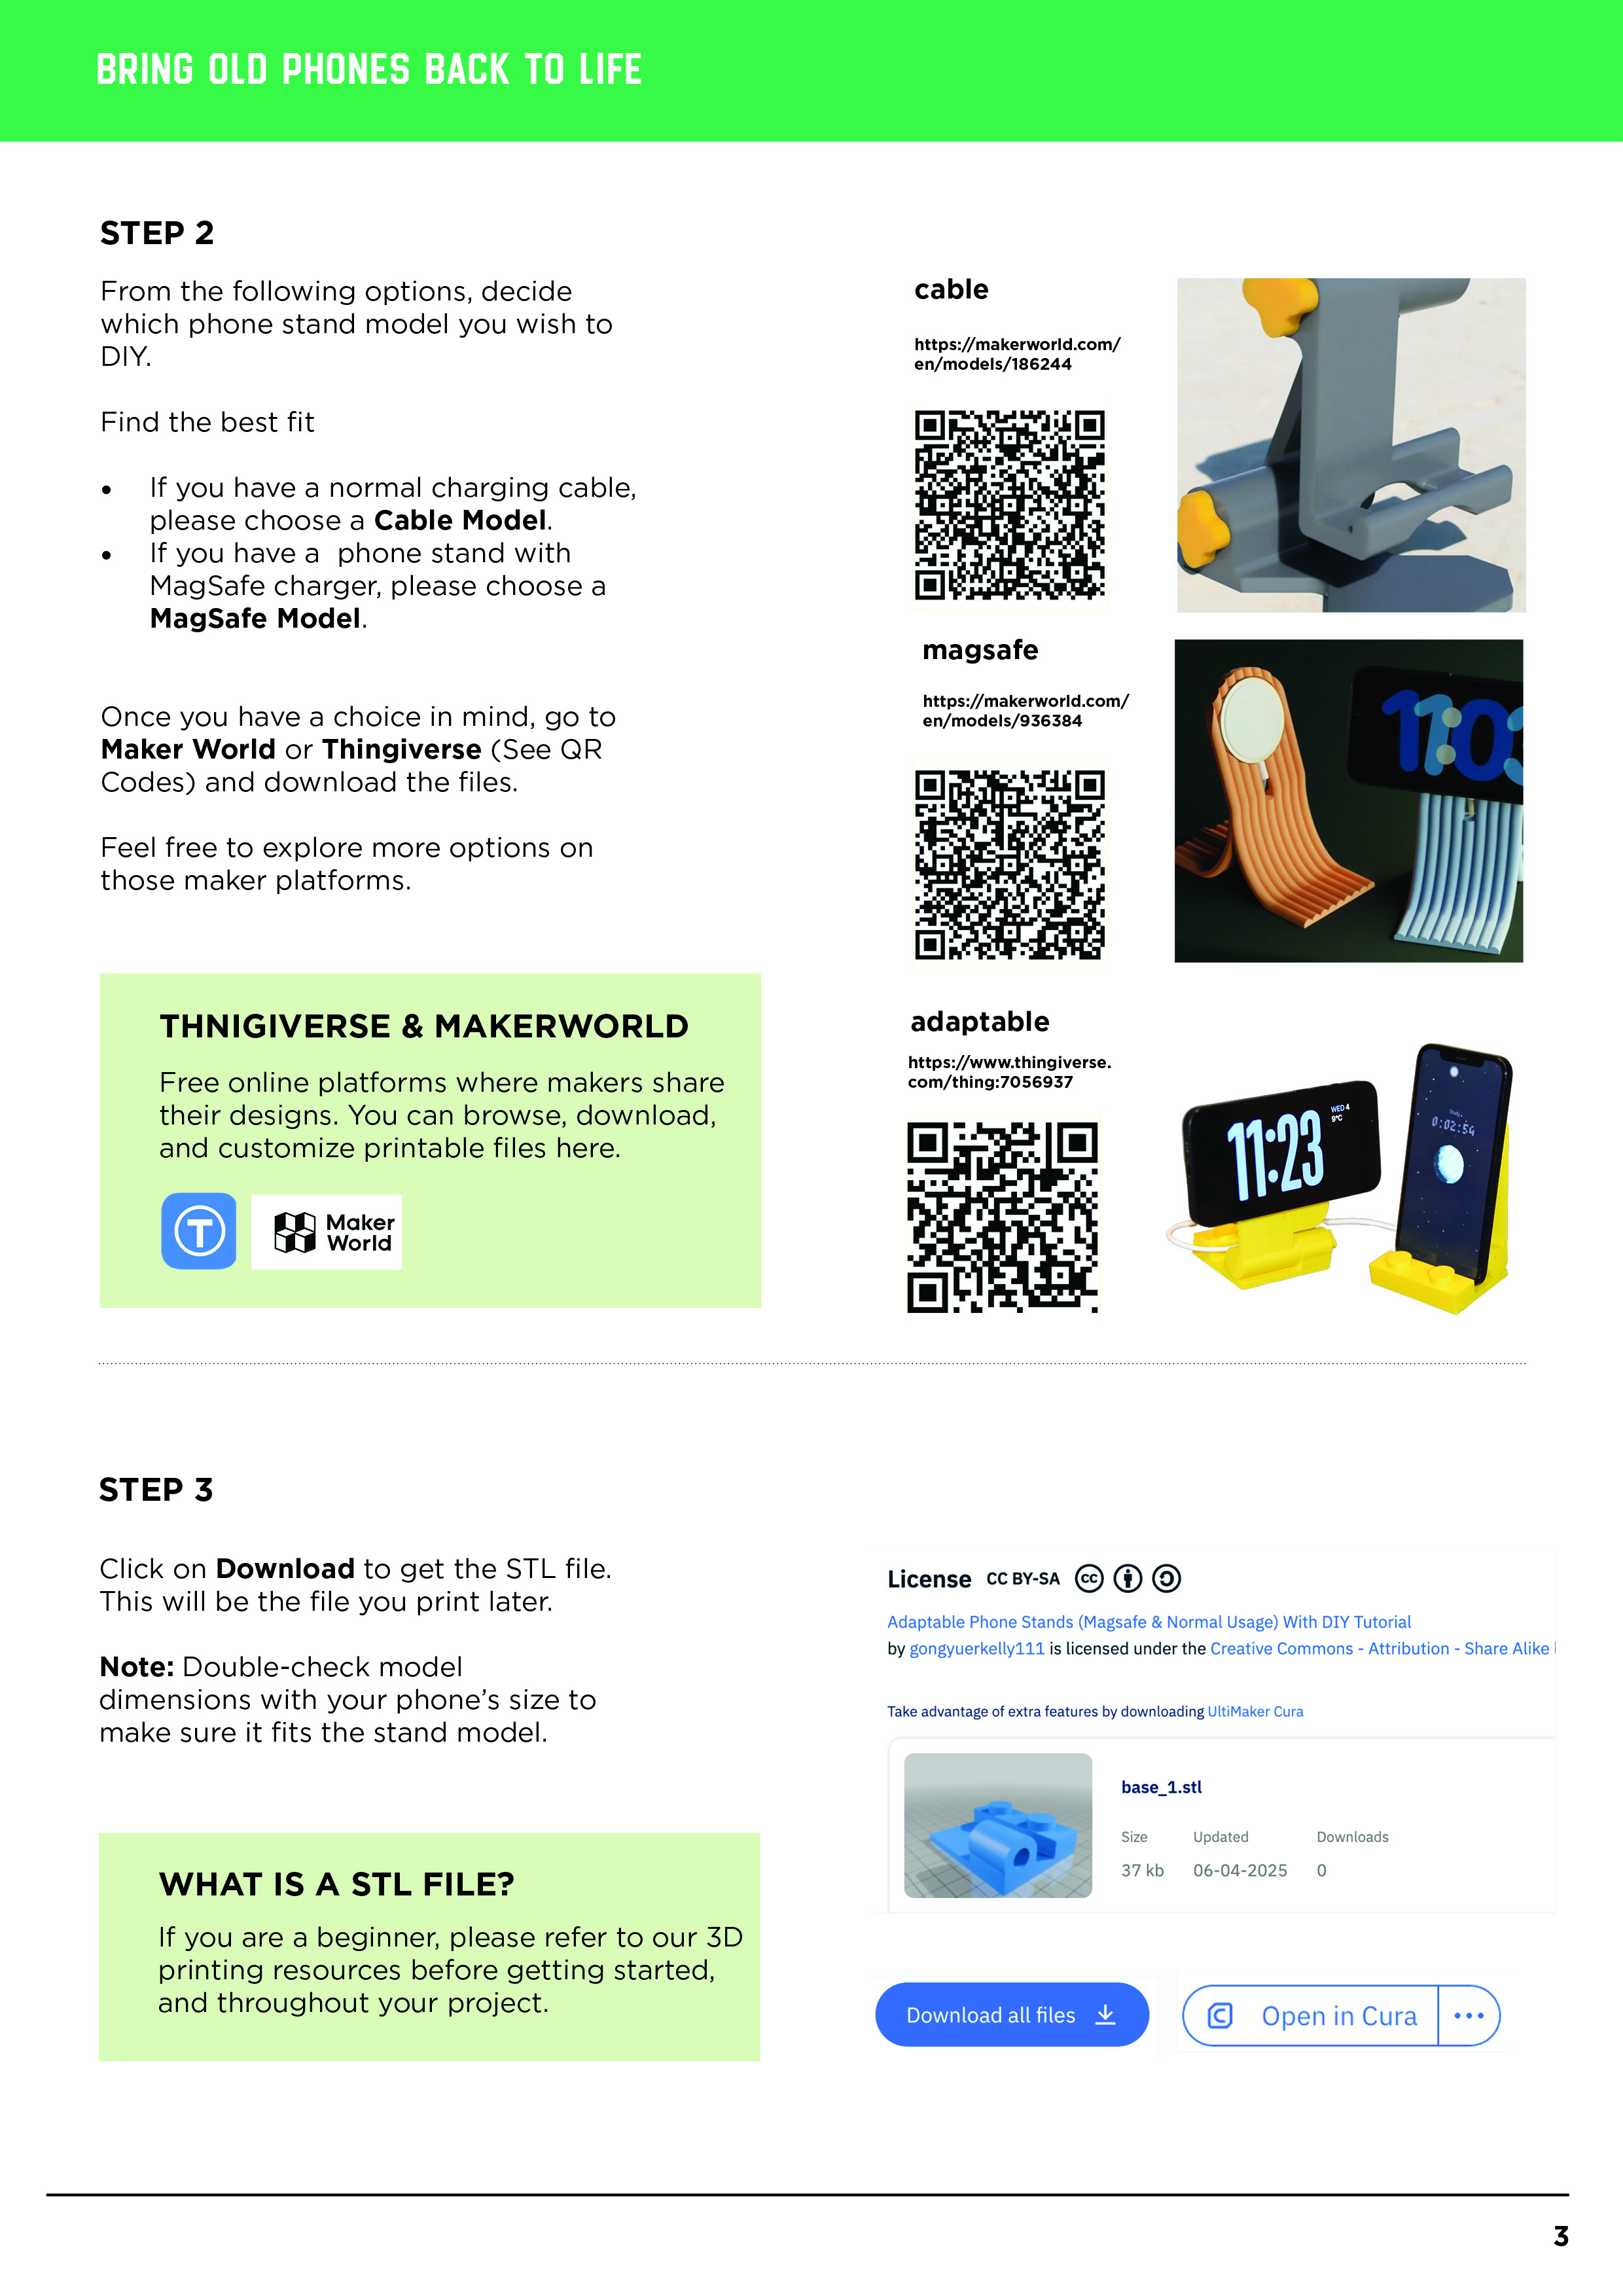 BRING OLD PHONES BACK TO LIFE
STEP 2
From the following options, decide
which phone stand model you wish to
DIY.
Find the best fit
• If you have a normal charging cable,
please choose a Cable Model.
• If you have a  phone stand with
MagSafe charger, please choose a
MagSafe Model.
Once you have a choice in mind, go to
Maker World or Thingiverse (See QR
Codes) and download the files.
Feel free to explore more options on
those maker platforms.
THNIGIVERSE & MAKERWORLD
Free online platforms where makers share
their designs. You can browse, download,
and customize printable files here.
T
Maker
World
cable
https://makerworld.com/
en/models/186244
magsafe
https://makerworld.com/
en/models/936384
11:03
adaptable
https://www.thingiverse.
com/thing:7056937
11:23
WED 4
9°C
Study
0:02:54
STEP 3
Click on Download to get the STL file.
This will be the file you print later.
Note: Double-check model
dimensions with your phone’s size to
make sure it fits the stand model.
WHAT IS A STL FILE?
If you are a beginner, please refer to our 3D
printing resources before getting started,
and throughout your project.
License CC BY-SA cc
Adaptable Phone Stands (Magsafe & Normal Usage) With DIY Tutorial
by gongyuerkelly111 is licensed under the Creative Commons - Attribution - Share Alike
Take advantage of extra features by downloading UltiMaker Cura
base_1.stl
Size Updated Downloads
37 kb 06-04-2025 0
Download all files
Open in Cura
3